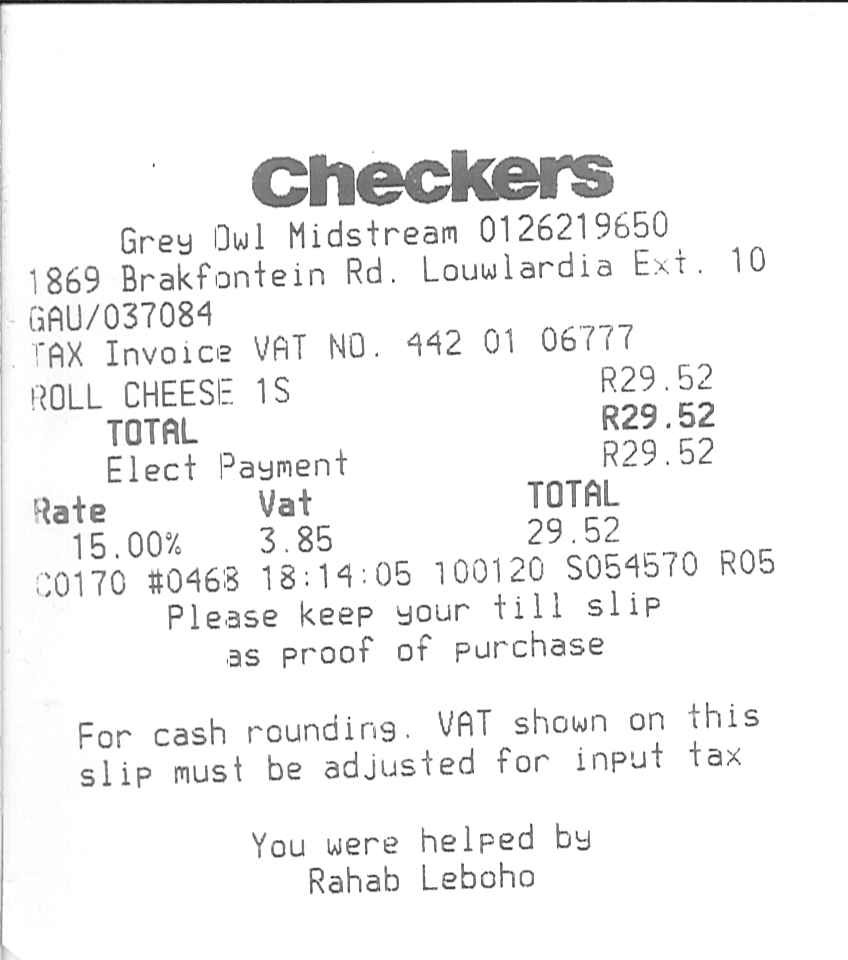 Checkers
Grey Owl Midstream 0126219650
1869 Brakfontein Rd. Louwlardia Ext. 10
GAU/037084
TAX Invoice VAT NO. 442 01 06777
ROLL CHEESE 1S R29.52
TOTAL R29.52
Elect Payment R29.52
Rate Vat TOTAL
15.00% 3.85 29.52
C0170 #0468 18:14:05 100120 S054570 R05
Please keep your till slip
as proof of purchase
For cash rounding. VAT shown on this
slip must be adjusted for input tax
You were helped by
Rahab Leboho